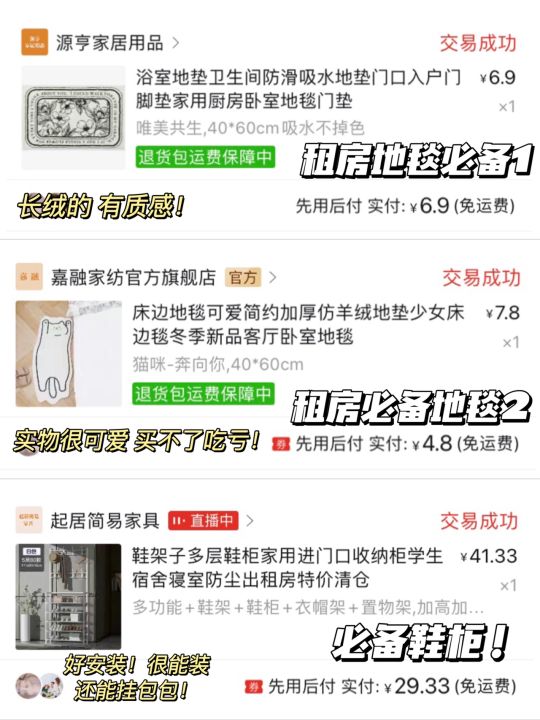 源亨家居用品 >
交易成功
浴室地垫卫生间防滑吸水地垫门口入户门
¥6.9
脚垫家用厨房卧室地毯门垫
×1
唯美共生,40*60cm吸水不掉色
退货包运费保障中
租房地毯必备1
长绒的 有质感!
先用后付 实付: ¥6.9 (免运费)
嘉融家纺官方旗舰店 官方 >
交易成功
床边地毯可爱简约加厚仿羊绒地垫少女床
¥7.8
边毯冬季新品客厅卧室地毯
×1
猫咪-奔向你,40*60cm
退货包运费保障中
租房必备地毯2
实物很可爱 买不了吃亏!
券 先用后付 实付: ¥4.8 (免运费)
起居简易家具 直播中 >
交易成功
鞋架子多层鞋柜家用进门口收纳柜学生
¥41.33
宿舍寝室防尘出租房特价清仓
×1
多功能+鞋架+鞋柜+衣帽架+置物架,加高加...
白色
必备鞋柜!
好安装! 很能装
还能挂包包!
券 先用后付 实付: ¥29.33 (免运费)